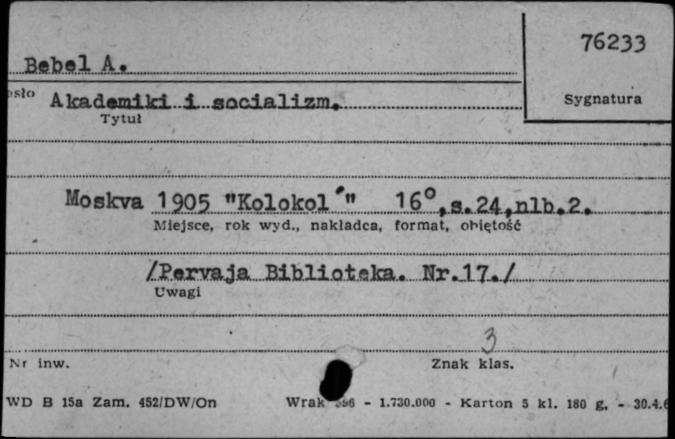 76233
Bebel A.
Sygnatura
Akademiki i socializm.
Tytuł
Moskva 1905 "Kolokol'" 16°,s.24,nlb.2.
Miejsce, rok wyd., nakładca, format, objętość
/Pervaja Biblioteka. Nr.17./
Uwagi
3
Nr inw. Znak klas.
WD B 15a Zam. 452/DW/On Wrak - 1.730.000 - Karton 5 kl. 180 g, - 30.4.